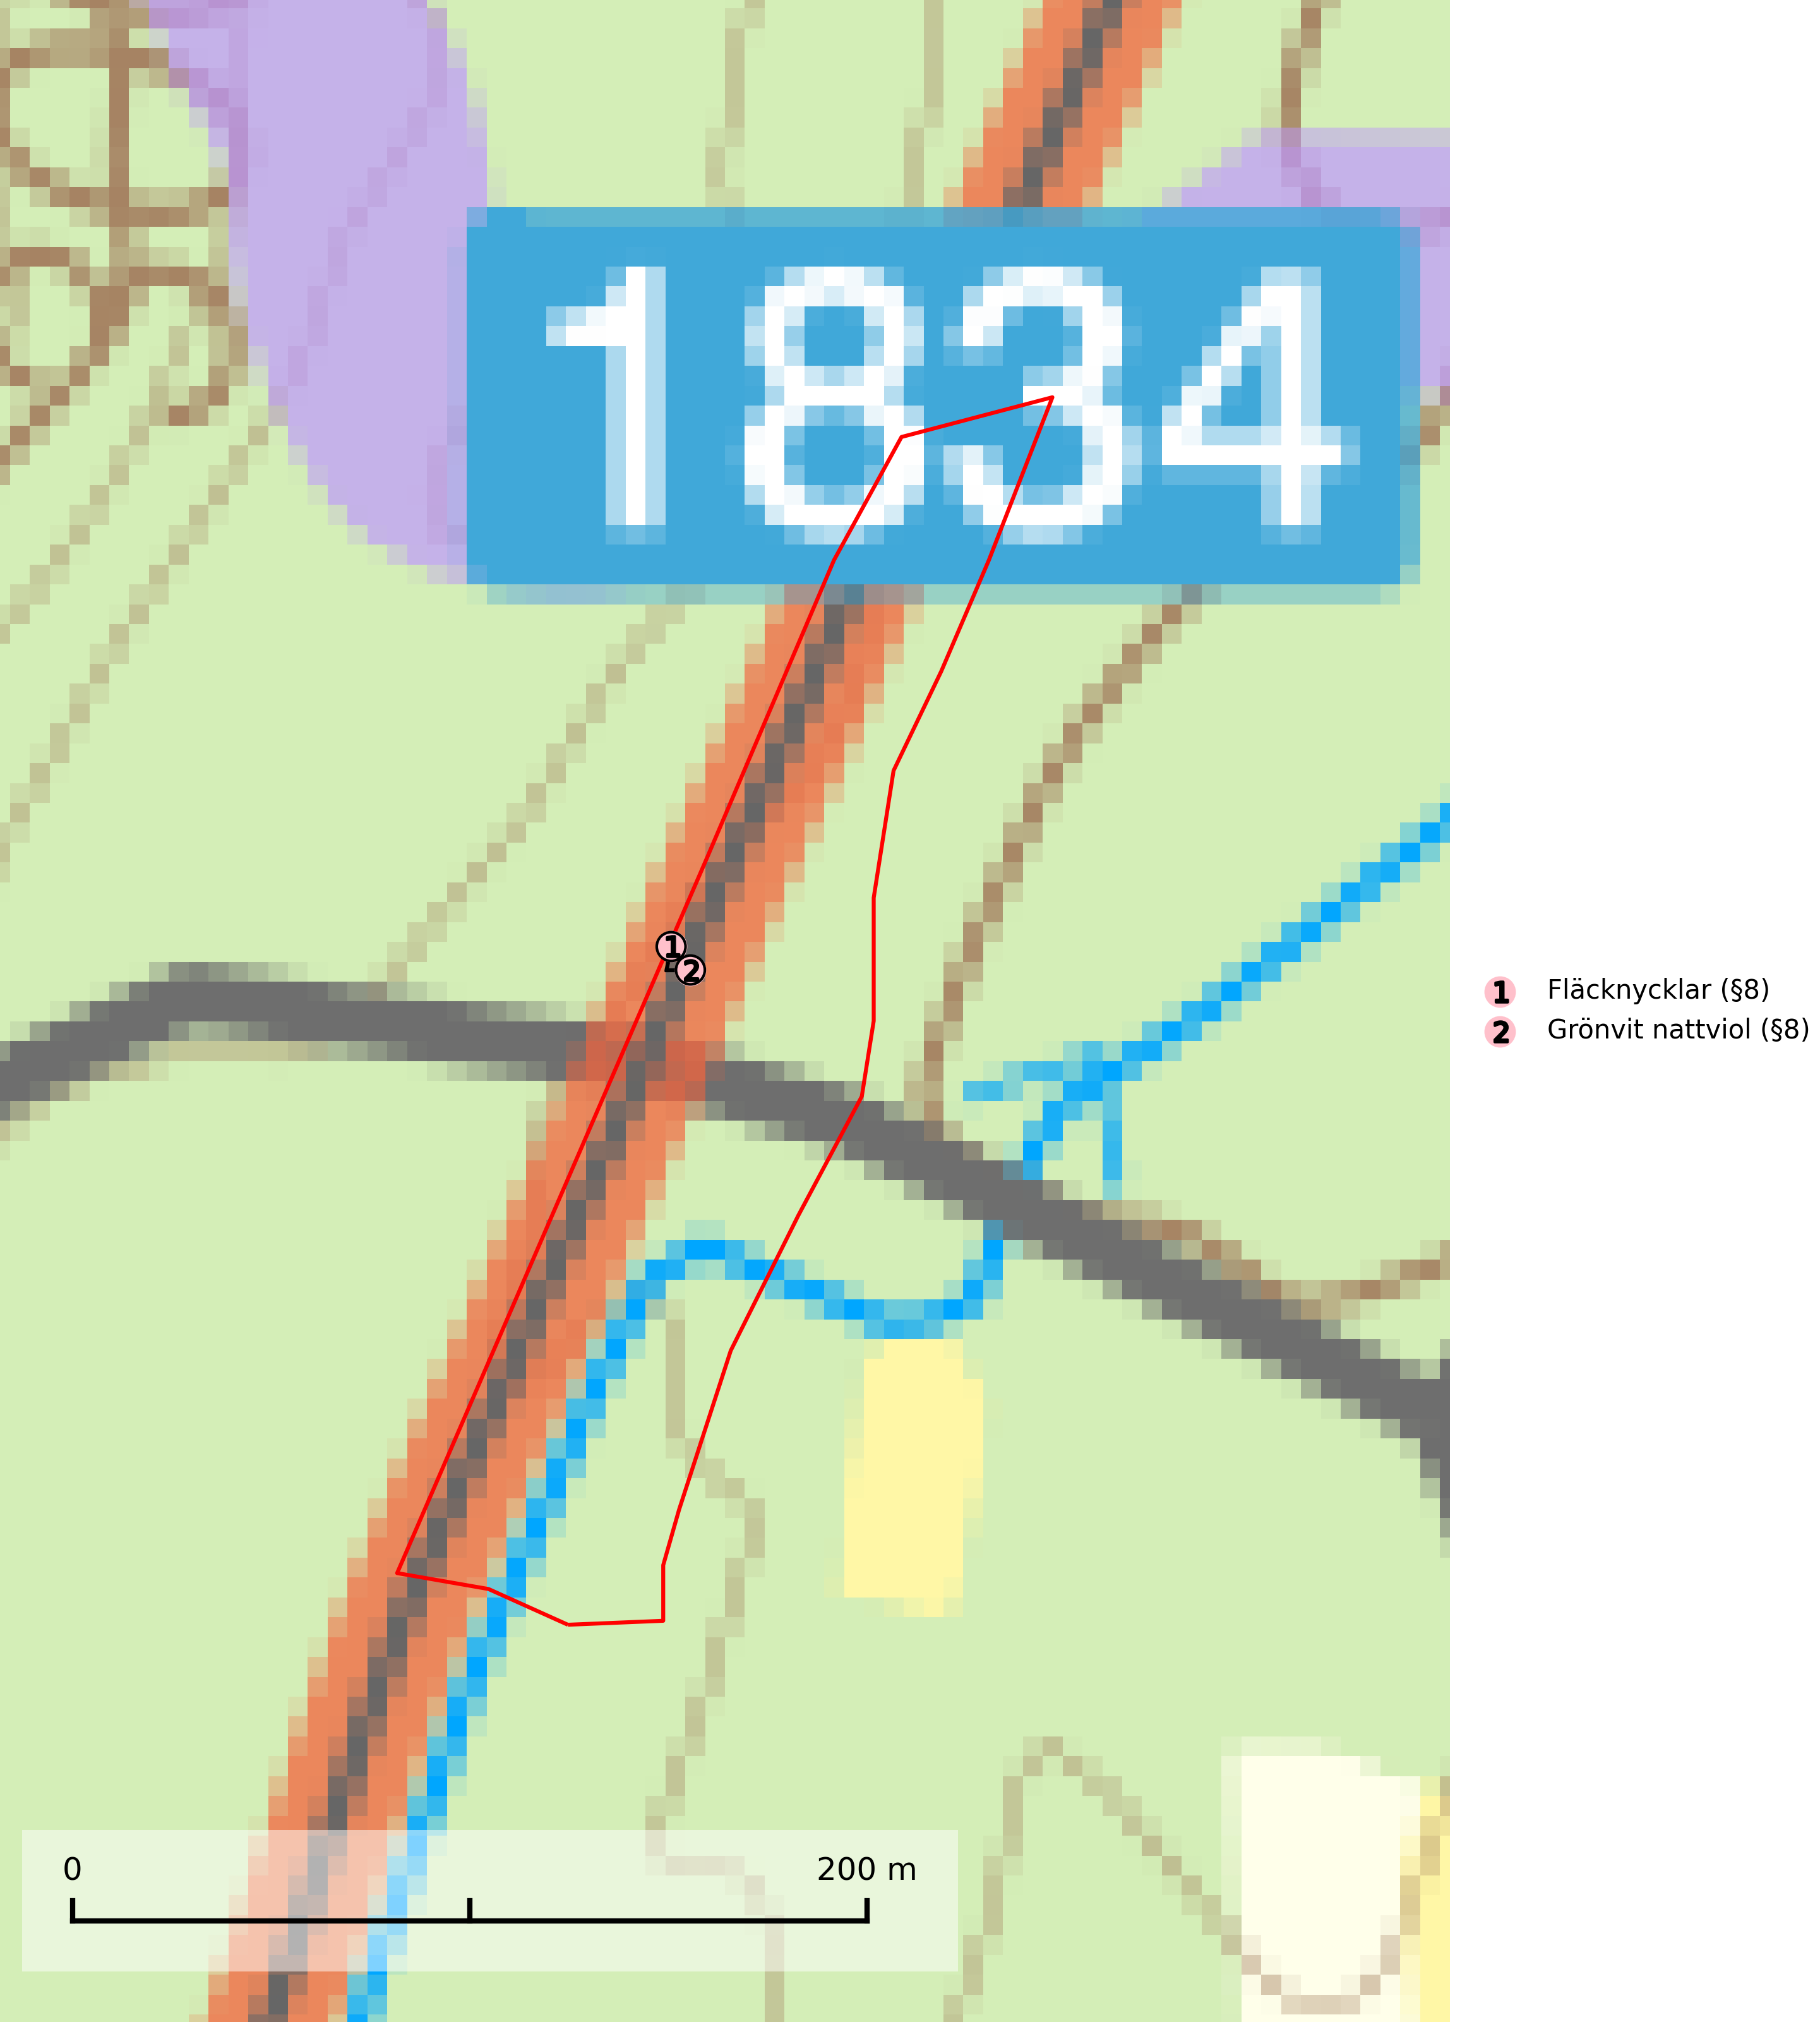 1834
1
2
1 Fläcknycklar (§8)
2 Grönvit nattviol (§8)
0 200 m